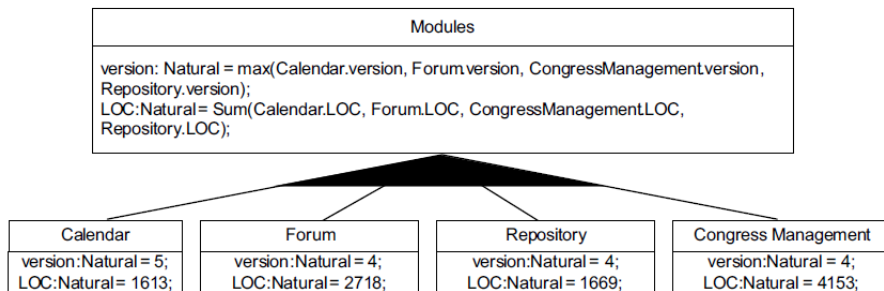 Modules
version: Natural = max(Calendar.version, Forum.version, CongressManagement.version,
Repository.version);
LOC:Natural= Sum(Calendar.LOC, Forum.LOC, CongressManagement.LOC,
Repository.LOC);
Calendar
version:Natural = 5;
LOC:Natural= 1613;
Forum
version:Natural = 4;
LOC:Natural= 2718;
Repository
version:Natural = 4;
LOC:Natural= 1669;
Congress Management
version:Natural = 4;
LOC:Natural= 4153;